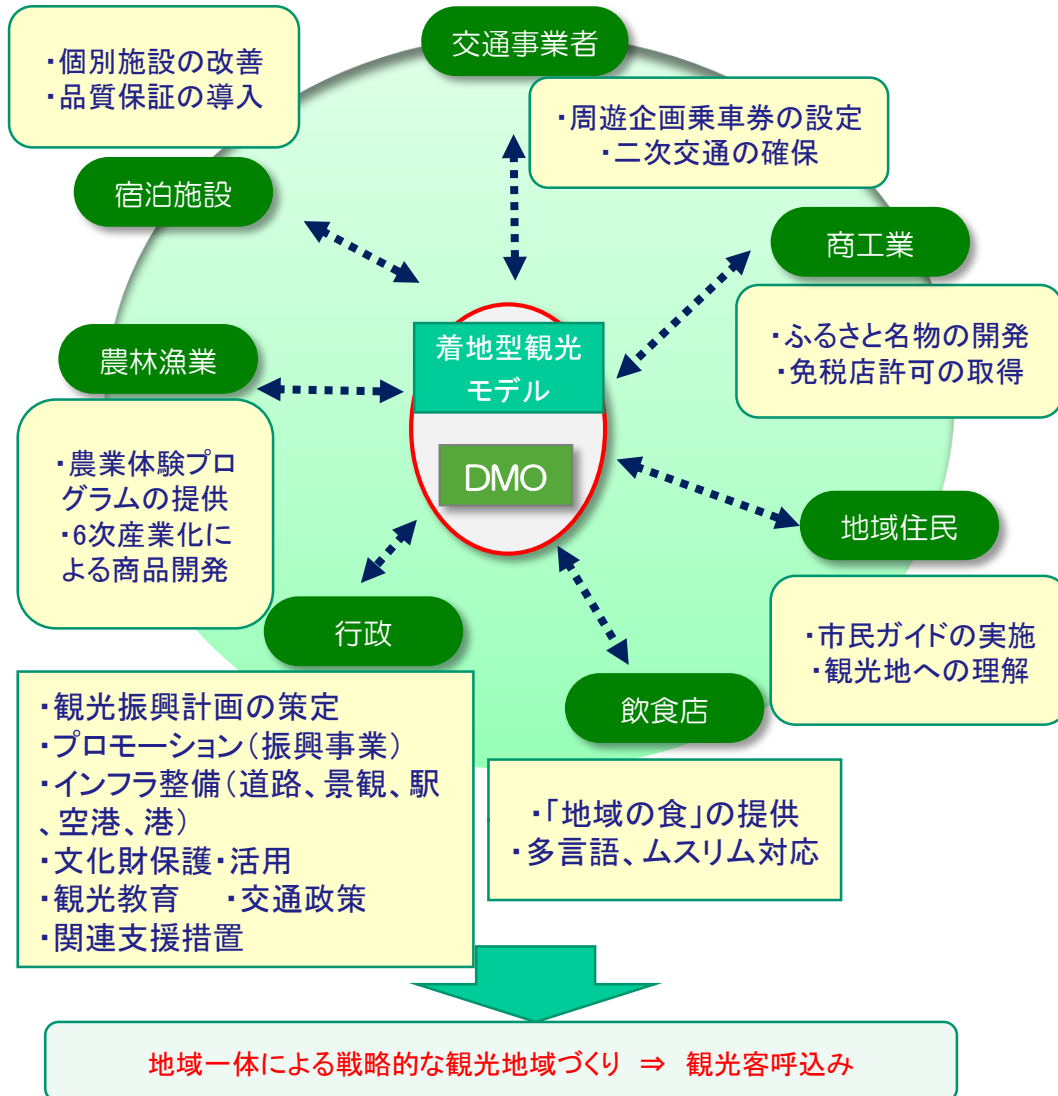 交通事業者
・個別施設の改善
・品質保証の導入
・周遊企画乗車券の設定
・二次交通の確保
宿泊施設
商工業
・ふるさと名物の開発
・免税店許可の取得
着地型観光
モデル
DMO
農林漁業
・農業体験プロ
グラムの提供
・6次産業化に
よる商品開発
地域住民
・市民ガイドの実施
・観光地への理解
行政
・観光振興計画の策定
・プロモーション(振興事業)
・インフラ整備(道路、景観、駅
、空港、港)
・文化財保護・活用
・観光教育　・交通政策
・関連支援措置
飲食店
・「地域の食」の提供
・多言語、ムスリム対応
地域一体による戦略的な観光地域づくり ⇒ 観光客呼込み